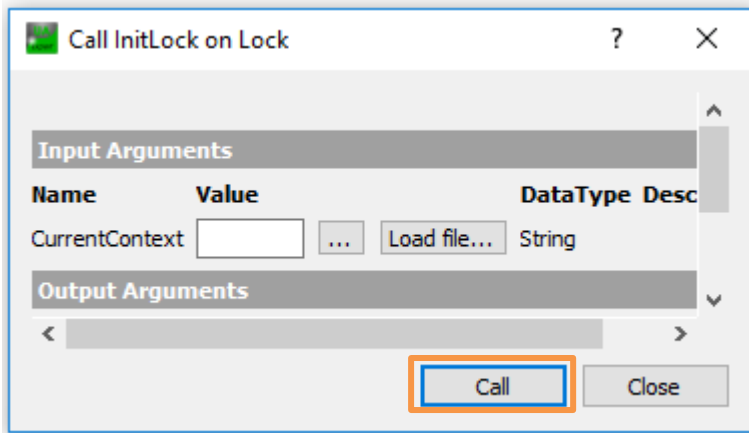 Call InitLock on Lock ?
Input Arguments
Name Value DataType Desc
CurrentContext ... Load file... String
Output Arguments
Call Close